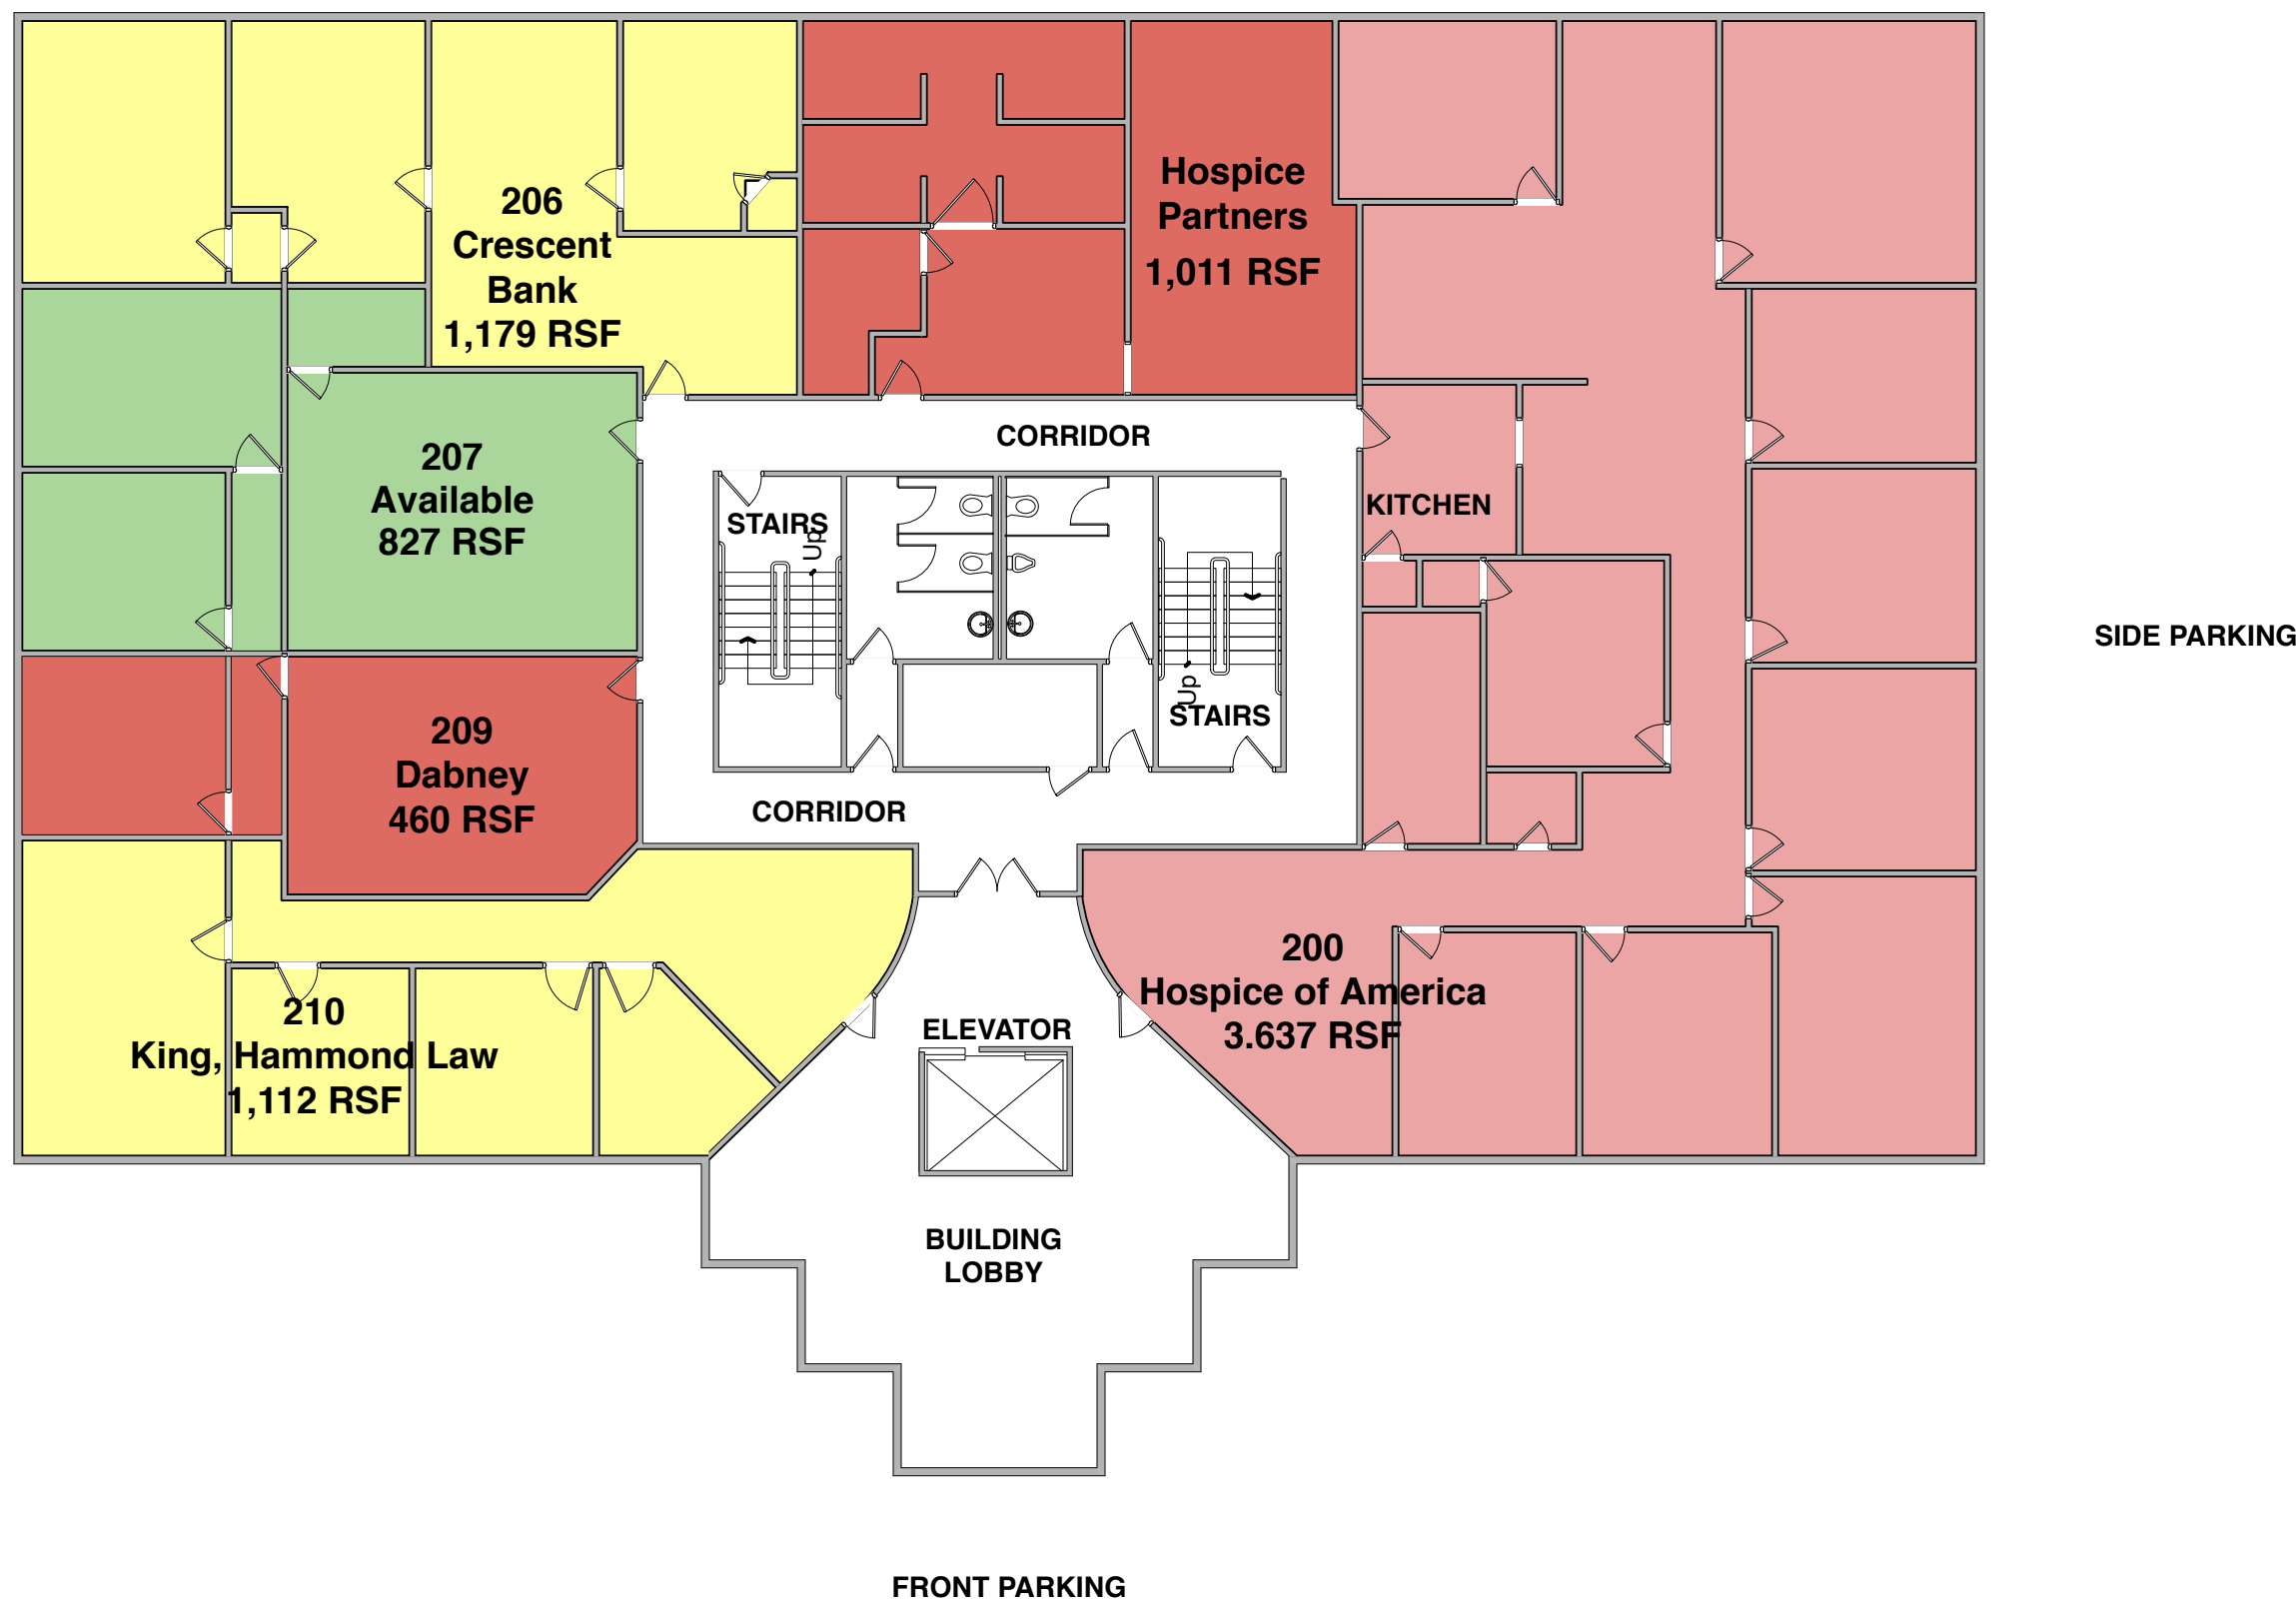 206
Crescent
Bank
1,179 RSF
Hospice
Partners
1,011 RSF
207
Available
827 RSF
CORRIDOR
STAIRS
Up
KITCHEN
SIDE PARKING
209
Dabney
460 RSF
Up
STAIRS
CORRIDOR
210
King, Hammond Law
1,112 RSF
200
Hospice of America
3.637 RSF
ELEVATOR
BUILDING
LOBBY
FRONT PARKING